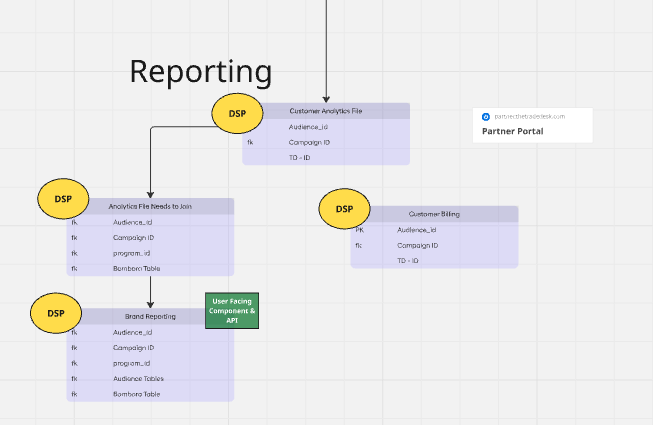 Reporting
DSP
Customer Analytics File
Audience_id
fk Campaign ID
TD - ID
partner.thetradedesk.com
Partner Portal
DSP
Analytics File Needs to Join
fk Audience_id
fk Campaign ID
fk program_id
fk Bombora Table
DSP
Customer Billing
PK Audience_id
fk Campaign ID
TD - ID
DSP
Brand Reporting
User Facing
Component &
API
fk Audience_id
fk Campaign ID
fk program_id
fk Audience Tables
fk Bombora Table